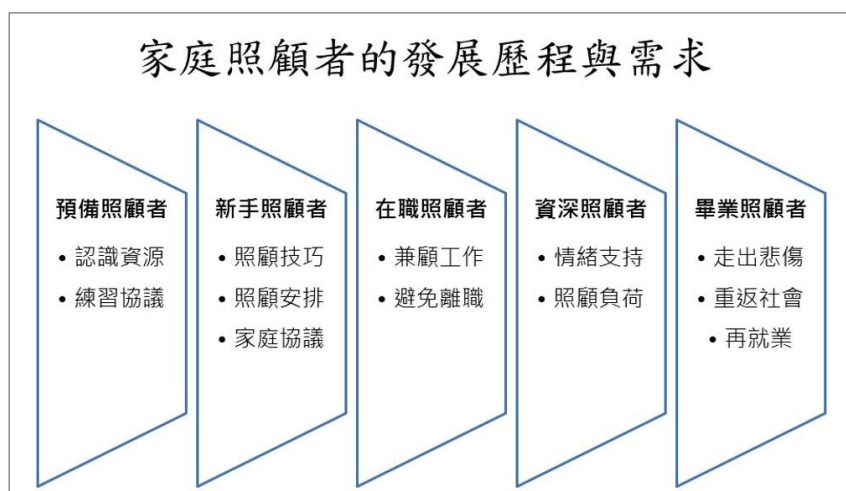 家庭照顧者的發展歷程與需求
預備照顧者
• 認識資源
• 練習協議
新手照顧者
• 照顧技巧
• 照顧安排
• 家庭協議
在職照顧者
• 兼顧工作
• 避免離職
資深照顧者
• 情緒支持
• 照顧負荷
畢業照顧者
• 走出悲傷
• 重返社會
• 再就業